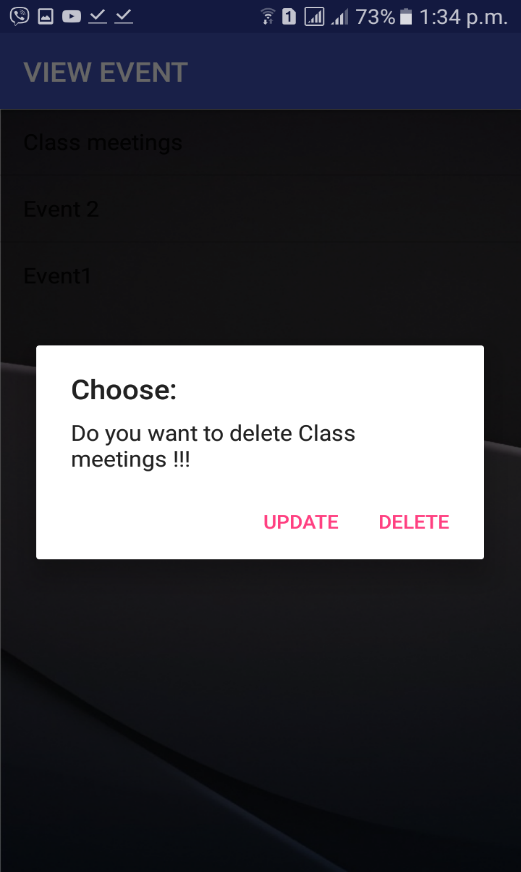 1 73% 1:34 p.m.
VIEW EVENT
Class meetings
Event 2
Event1
Choose:
Do you want to delete Class
meetings !!!
UPDATE DELETE